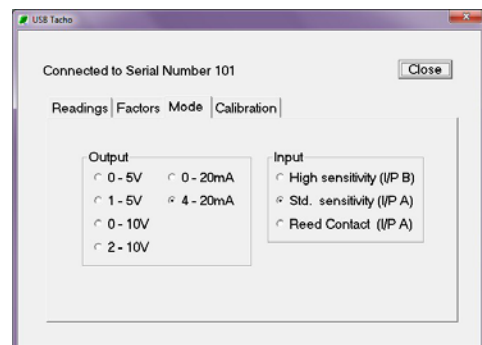 USB Tacho
Connected to Serial Number 101
Close
Readings Factors Mode Calibration
Output
0 - 5V 0 - 20mA
1 - 5V 4 - 20mA
0 - 10V
2 - 10V
Input
High sensitivity (I/P B)
Std. sensitivity (I/P A)
Reed Contact (I/P A)